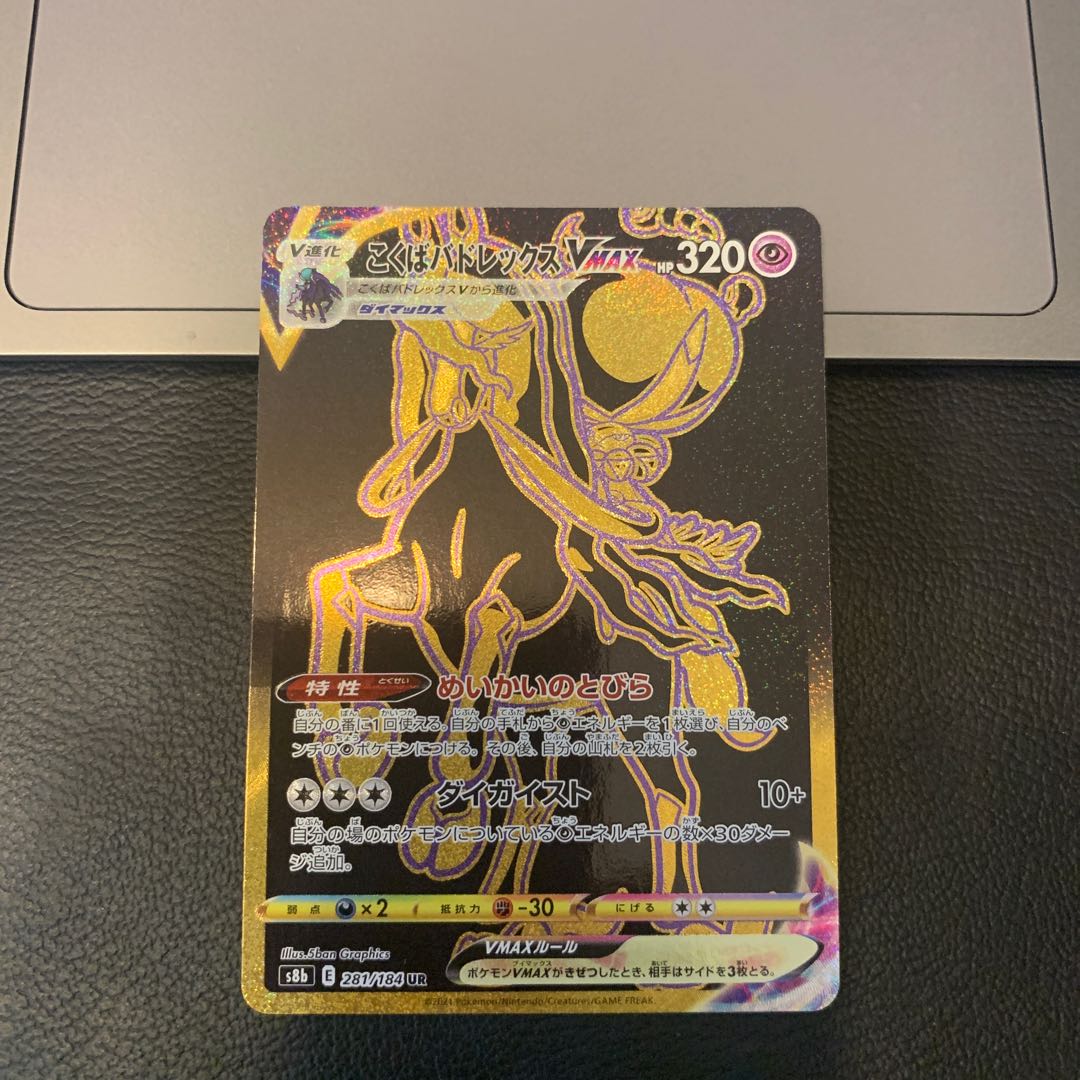 V進化 こくばバドレックス VMAX HP 320
こくばバドレックスVから進化
ダイマックス
特性 とくせい めいかいのとびら
自分の番に1回使える。自分の手札から超エネルギーを1枚選び、自分のベ
ンチの超ポケモンにつける。その後、自分の山札を2枚引く。
ダイガイスト 10+
自分の場のポケモンについている超エネルギーの数×30ダメー
ジ追加。
弱点 ×2 抵抗力 -30 にげる
Illus.5ban Graphics
VMAXルール
ポケモンVMAXがきぜつしたとき、相手はサイドを3枚とる。
s8b E 281/184 UR
©2021 Pokémon/Nintendo/Creatures/GAME FREAK.